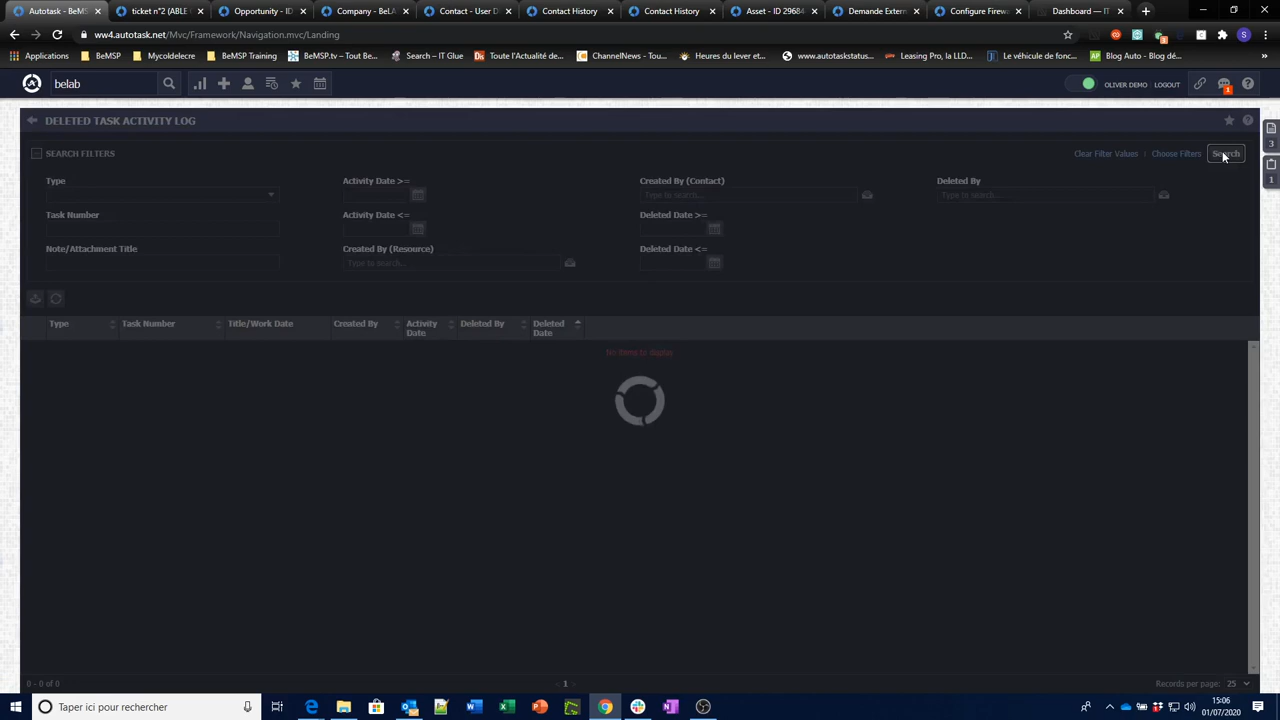 Autotask - BeMS
ticket n°2 (ABLE
Opportunity - ID
Company - BeLA
Contact - User D
Contact History
Contact History
Asset - ID 29684
Demande Extern
Configure Firew
Dashboard — IT
ww4.autotask.net/Mvc/Framework/Navigation.mvc/Landing
Applications
BeMSP
BeMSP Training
BeMSP.tv – Tout Be...
Search – IT Glue
Toute l'Actualité de...
ChannelNews - Tou...
Heures du lever et...
www.autotaskstatus...
Leasing Pro, la LLD...
Le véhicule de fonc...
Blog Auto - Blog dé...
belab
OLIVER DEMO
LOGOUT
1
DELETED TASK ACTIVITY LOG
3
SEARCH FILTERS
Clear Filter Values
Choose Filters
Search
1
Type
Activity Date >=
Created By (Contact)
Deleted By
Type to search...
Type to search...
Task Number
Activity Date <=
Deleted Date >=
Note/Attachment Title
Created By (Resource)
Deleted Date <=
Type to search...
Type
Task Number
Title/Work Date
Created By
Activity Date
Deleted By
Deleted Date
No items to display
0 - 0 of 0
< 1 >
Records per page: 25
Taper ici pour rechercher
15:06
01/07/2020